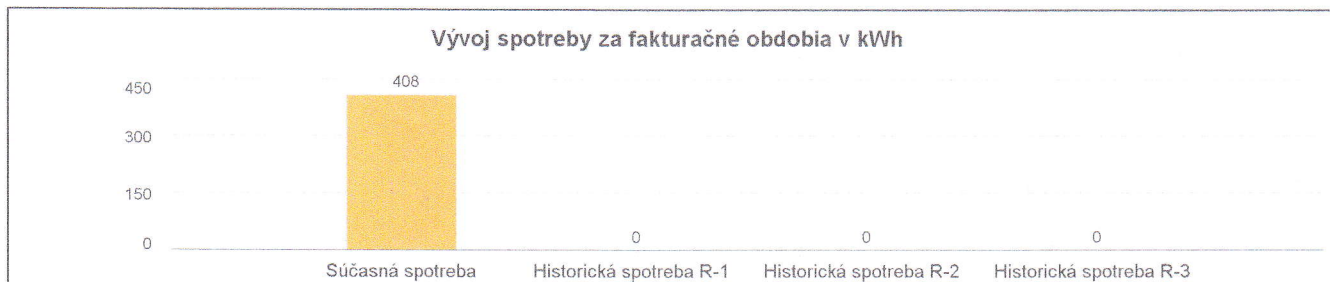 Vývoj spotreby za fakturačné obdobia v kWh
408
450
300
150
0
0
0
0
Súčasná spotreba
Historická spotreba R-1
Historická spotreba R-2
Historická spotreba R-3